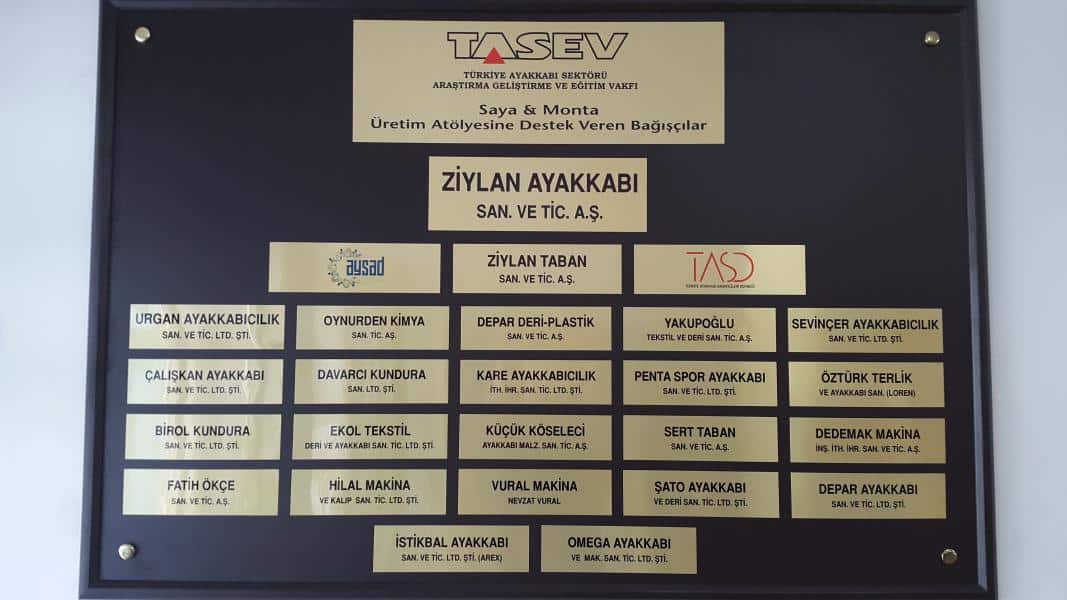 TASEV
TÜRKİYE AYAKKABI SEKTÖRÜ
ARAŞTIRMA GELİŞTİRME VE EĞİTİM VAKFI
Saya & Monta
Üretim Atölyesine Destek Veren Bağışçılar
ZİYLAN AYAKKABI
SAN. VE TİC. A.Ş.
aysad
ZİYLAN TABAN
SAN. VE TİC. A.Ş.
TASD
TÜRKİYE AYAKKABI SANAYİCİLERİ DERNEĞİ
URGAN AYAKKABICILIK
SAN. VE TİC. LTD. ŞTİ.
OYNURDEN KİMYA
SAN. TİC. AŞ.
DEPAR DERİ-PLASTİK
SAN. VE TİC. A.Ş.
YAKUPOĞLU
TEKSTİL VE DERİ SAN. TİC. A.Ş.
SEVİNÇER AYAKKABICILIK
SAN. VE TİC. LTD. ŞTİ.
ÇALIŞKAN AYAKKABI
SAN. VE TİC. LTD. ŞTİ.
DAVARCI KUNDURA
SAN. LTD. ŞTİ.
KARE AYAKKABICILIK
İTH. İHR. SAN. TİC. LTD. ŞTİ.
PENTA SPOR AYAKKABI
SAN. VE TİC. LTD. ŞTİ.
ÖZTÜRK TERLİK
VE AYAKKABI SAN. (LOREN)
BİROL KUNDURA
SAN. VE TİC. LTD. ŞTİ.
EKOL TEKSTİL
DERİ VE AYAKKABI SAN. TİC. LTD. ŞTİ.
KÜÇÜK KÖSELECİ
AYAKKABI MALZ. SAN. TİC. A.Ş.
SERT TABAN
SAN. VE TİC. A.Ş.
DEDEMAK MAKİNA
İNŞ. İTH. İHR. SAN. VE TİC. A.Ş.
FATİH ÖKÇE
SAN. VE TİC. A.Ş.
HİLAL MAKİNA
VE KALIP SAN. TİC. LTD. ŞTİ.
VURAL MAKİNA
NEVZAT VURAL
ŞATO AYAKKABI
VE DERİ SAN. TİC. LTD. ŞTİ.
DEPAR AYAKKABI
SAN. VE TİC. LTD. ŞTİ.
İSTİKBAL AYAKKABI
SAN. VE TİC. LTD. ŞTİ. (AREX)
OMEGA AYAKKABI
VE MAK. SAN. TİC. LTD. ŞTİ.